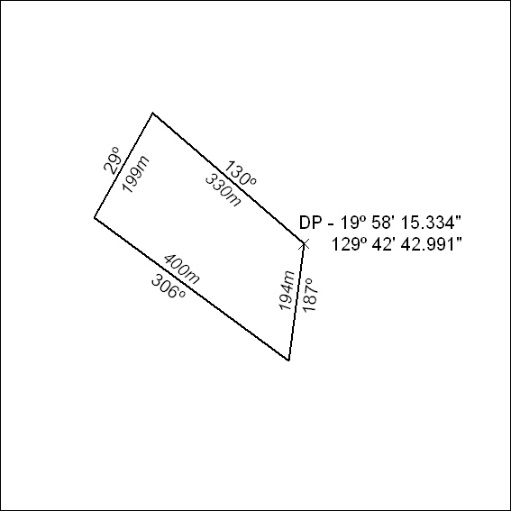 29º
199m
130º
330m
DP - 19º 58' 15.334"
129º 42' 42.991"
400m
306º
194m
187º